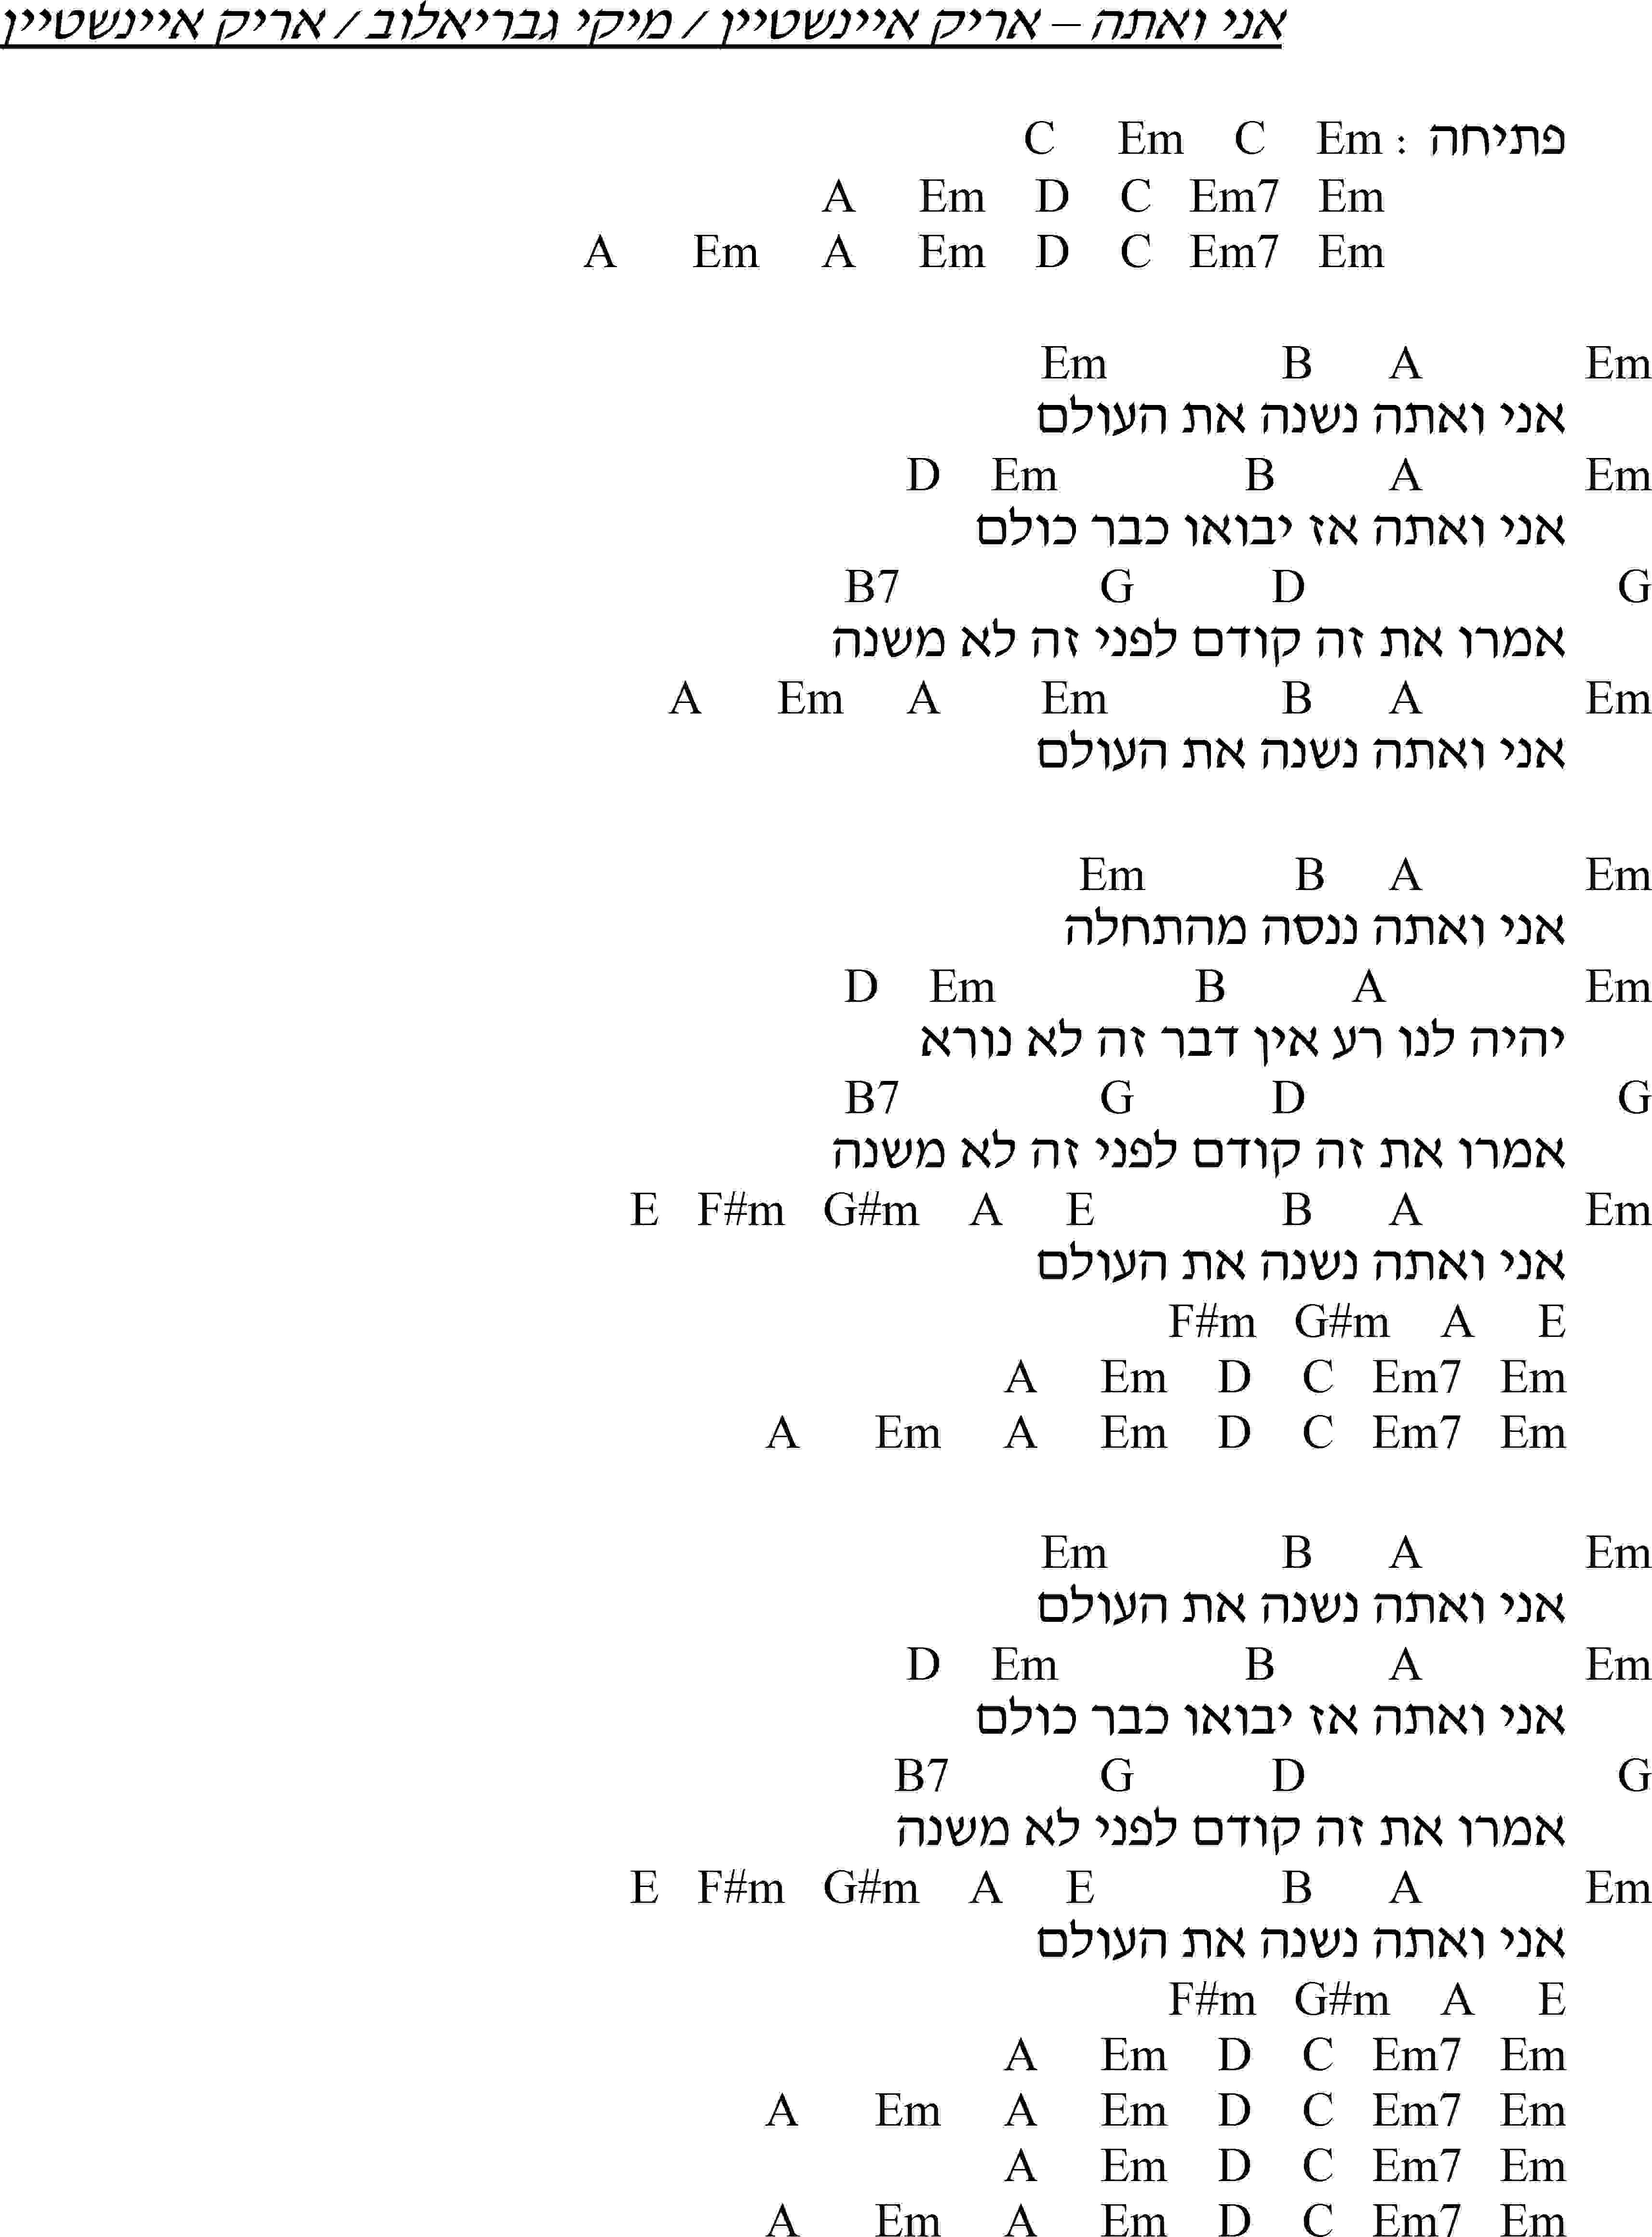 אני ואתה – אריק איינשטיין / מיקי גבריאלוב / אריק איינשטיין
פתיחה : Em C Em C
Em Em7 C D Em A
Em Em7 C D Em A Em A
Em A B Em
אני ואתה נשנה את העולם
Em A B Em D
אני ואתה אז יבואו כבר כולם
G D G B7
אמרו את זה קודם לפני זה לא משנה
Em A B Em A Em A
אני ואתה נשנה את העולם
Em A B Em
אני ואתה ננסה מהתחלה
Em A B Em D
יהיה לנו רע אין דבר זה לא נורא
G D G B7
אמרו את זה קודם לפני זה לא משנה
Em A B E A G#m F#m E
אני ואתה נשנה את העולם
E A G#m F#m
Em Em7 C D Em A
Em Em7 C D Em A Em A
Em A B Em
אני ואתה נשנה את העולם
Em A B Em D
אני ואתה אז יבואו כבר כולם
G D G B7
אמרו את זה קודם לפני לא משנה
Em A B E A G#m F#m E
אני ואתה נשנה את העולם
E A G#m F#m
Em Em7 C D Em A
Em Em7 C D Em A Em A
Em Em7 C D Em A
Em Em7 C D Em A Em A